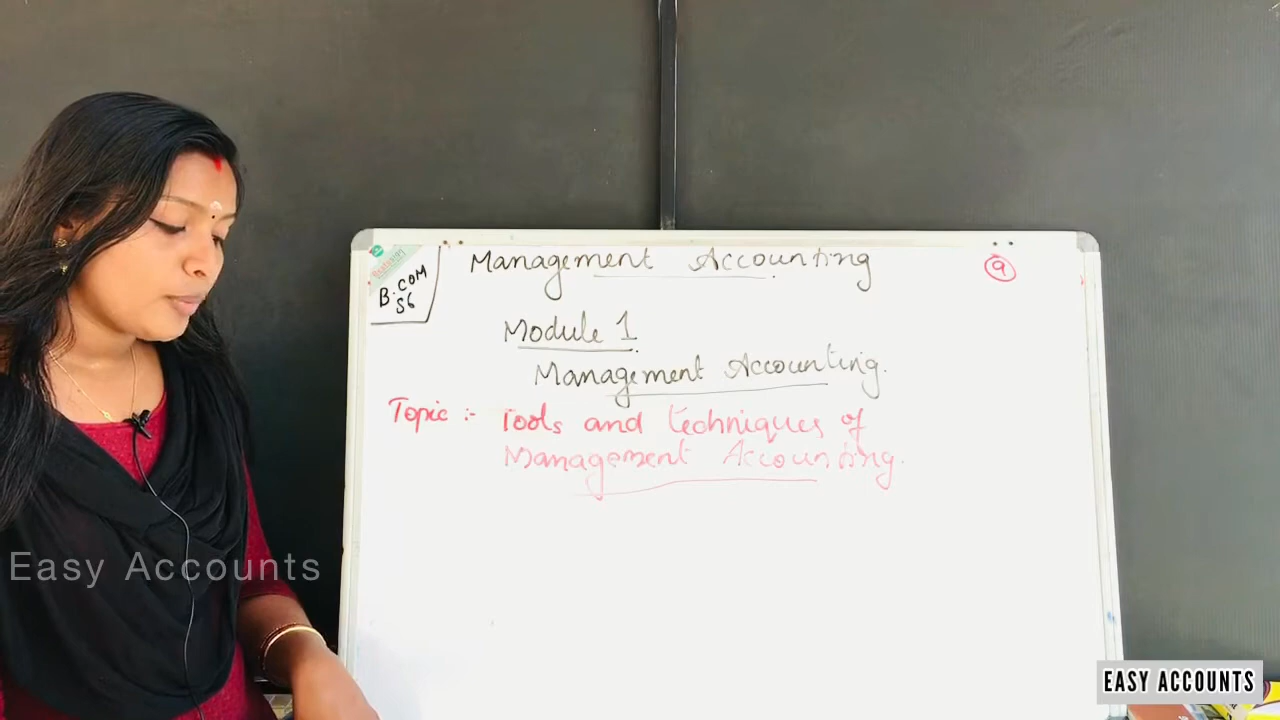 B.COM
S6
Management Accounting
9
Module 1
Management Accounting.
Topic :- Tools and techniques of
Management Accounting.
Easy Accounts
EASY ACCOUNTS